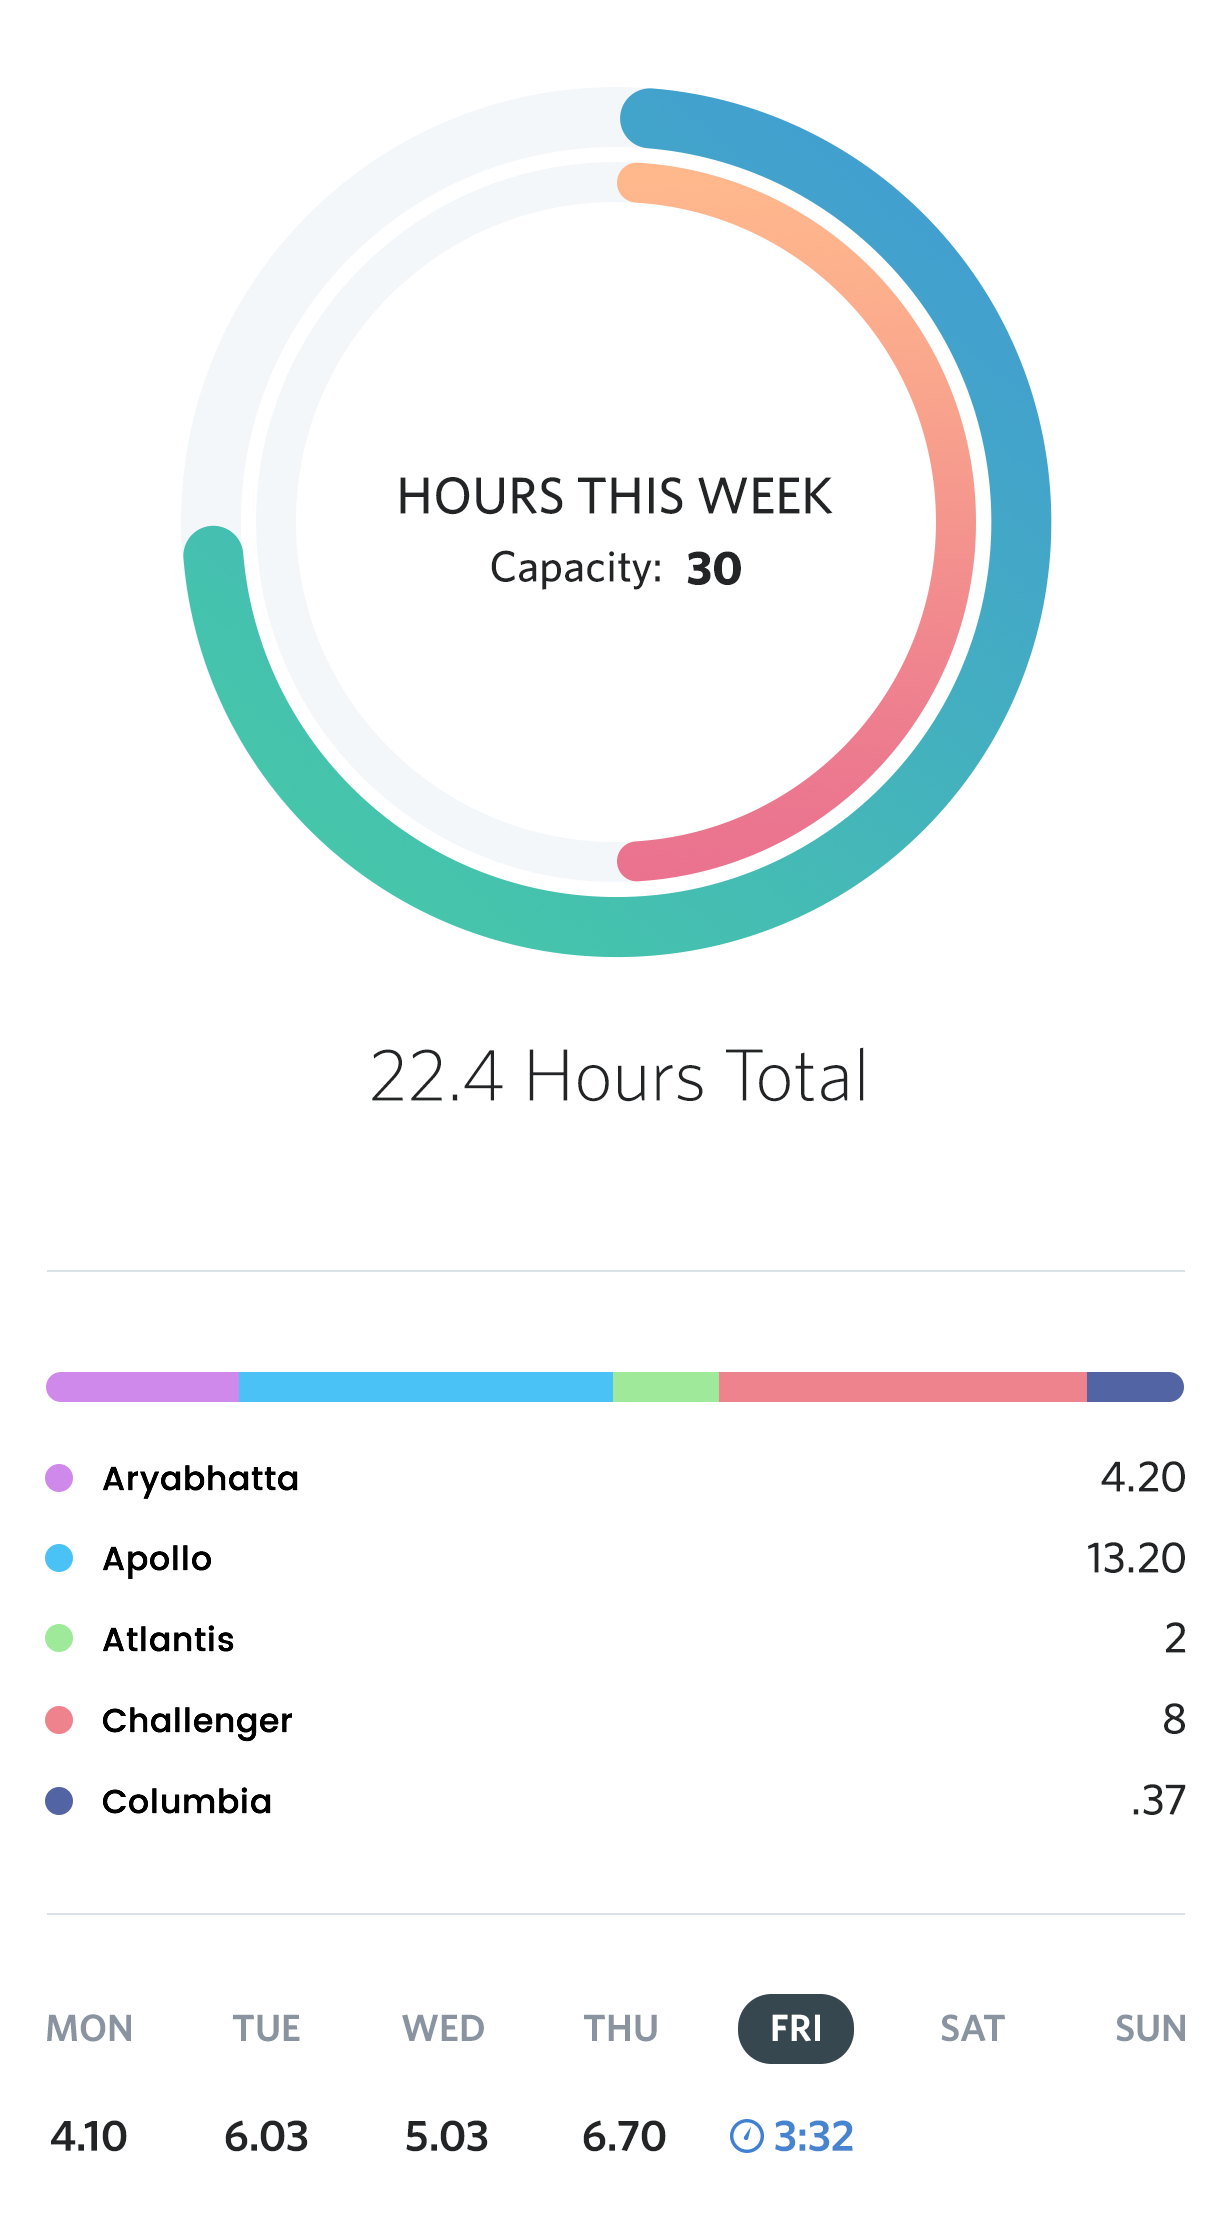 HOURS THIS WEEK
Capacity: 30
22.4 Hours Total
Aryabhatta 4.20
Apollo 13.20
Atlantis 2
Challenger 8
Columbia .37
MON TUE WED THU FRI SAT SUN
4.10 6.03 5.03 6.70 3:32